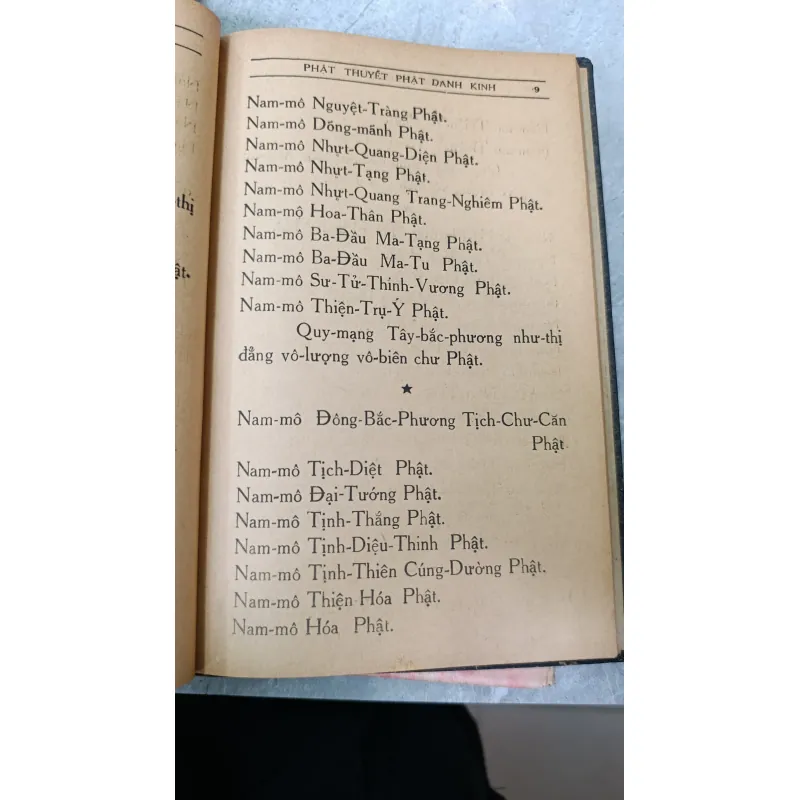 PHẬT THUYẾT PHẬT DANH KINH 9
Nam-mô Nguyệt-Tràng Phật.
Nam-mô Dõng-mãnh Phật.
Nam-mô Nhựt-Quang-Diện Phật.
Nam-mô Nhựt-Tạng Phật.
Nam-mô Nhựt-Quang Trang-Nghiêm Phật.
Nam-mô Hoa-Thân Phật.
Nam-mô Ba-Đầu Ma-Tạng Phật.
Nam-mô Ba-Đầu Ma-Tu Phật.
Nam-mô Sư-Tử-Thinh-Vương Phật.
Nam-mô Thiện-Trụ-Ý Phật.
Quy-mạng Tây-bắc-phương như-thị
đẳng vô-lượng vô-biên chư Phật.
★
Nam-mô Đông-Bắc-Phương Tịch-Chư-Căn
Phật
Nam-mô Tịch-Diệt Phật.
Nam-mô Đại-Tướng Phật.
Nam-mô Tịnh-Thắng Phật.
Nam-mô Tịnh-Diệu-Thinh Phật.
Nam-mô Tịnh-Thiên Cúng-Dường Phật.
Nam-mô Thiện Hóa Phật.
Nam-mô Hóa Phật.